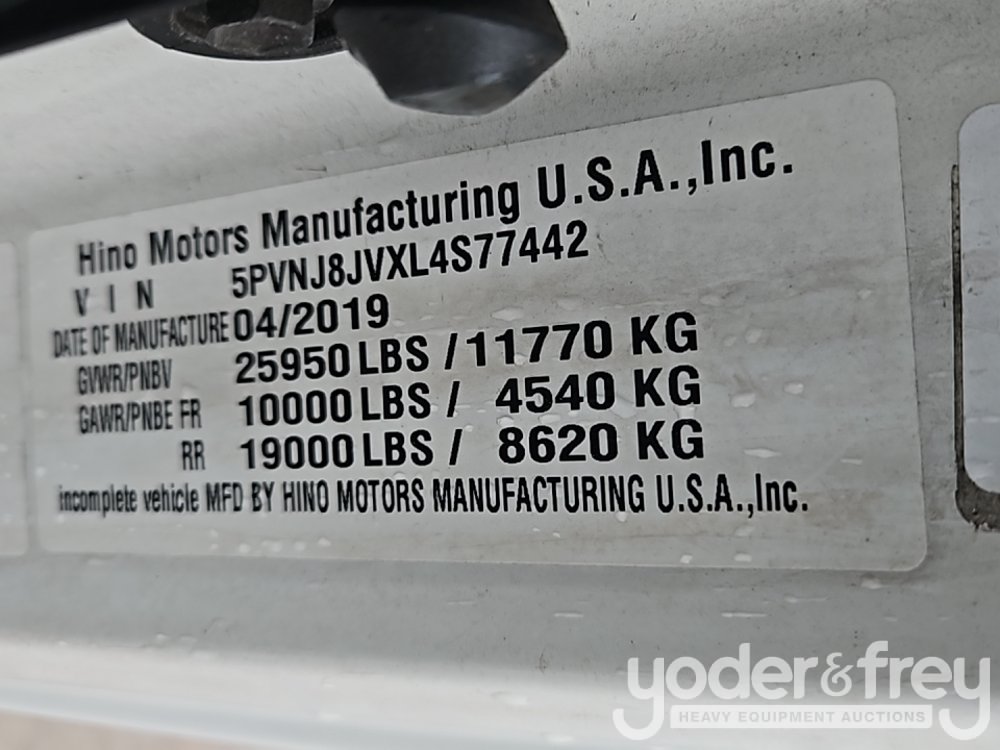 Hino Motors Manufacturing U.S.A.,Inc.
V I N 5PVNJ8JVXL4S77442
DATE OF MANUFACTURE 04/2019
GVWR/PNBV 25950 LBS / 11770 KG
GAWR/PNBE FR 10000 LBS / 4540 KG
RR 19000 LBS / 8620 KG
incomplete vehicle MFD BY HINO MOTORS MANUFACTURING U.S.A.,Inc.
yoder&frey
HEAVY EQUIPMENT AUCTIONS